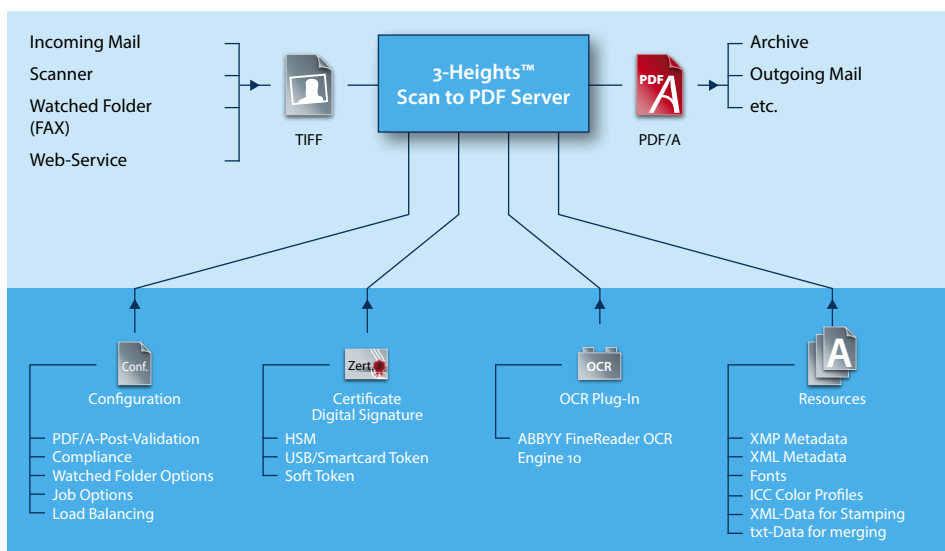 Incoming Mail
Scanner
Watched Folder
(FAX)
Web-Service
TIFF
3-Heights™
Scan to PDF Server
PDF
A
PDF/A
Archive
Outgoing Mail
etc.
Conf.
Configuration
PDF/A-Post-Validation
Compliance
Watched Folder Options
Job Options
Load Balancing
Zert.
Certificate
Digital Signature
HSM
USB/Smartcard Token
Soft Token
OCR
OCR Plug-In
ABBYY FineReader OCR
Engine 10
A
Resources
XMP Metadata
XML Metadata
Fonts
ICC Color Profiles
XML-Data for Stamping
txt-Data for merging